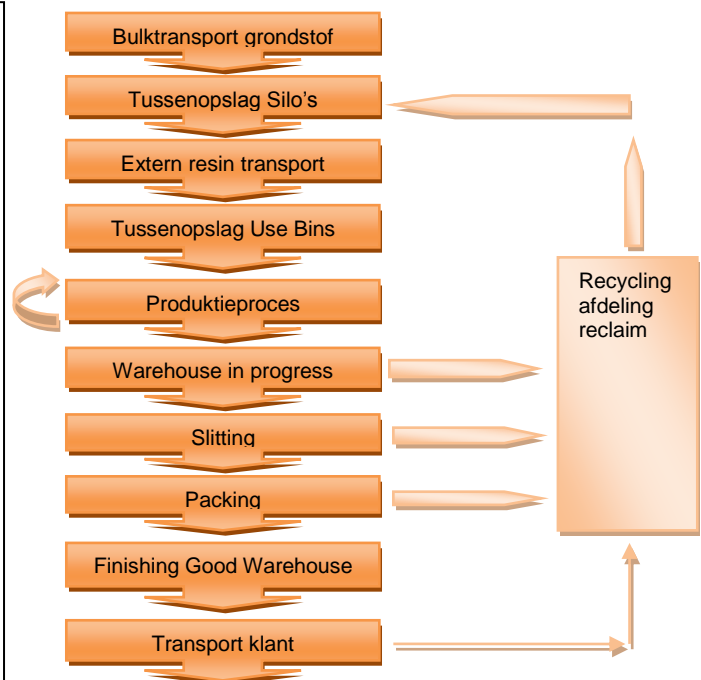 Bulktransport grondstof
Tussenopslag Silo's
Extern resin transport
Tussenopslag Use Bins
Produktieproces
Warehouse in progress
Slitting
Packing
Finishing Good Warehouse
Transport klant
Recycling
afdeling
reclaim